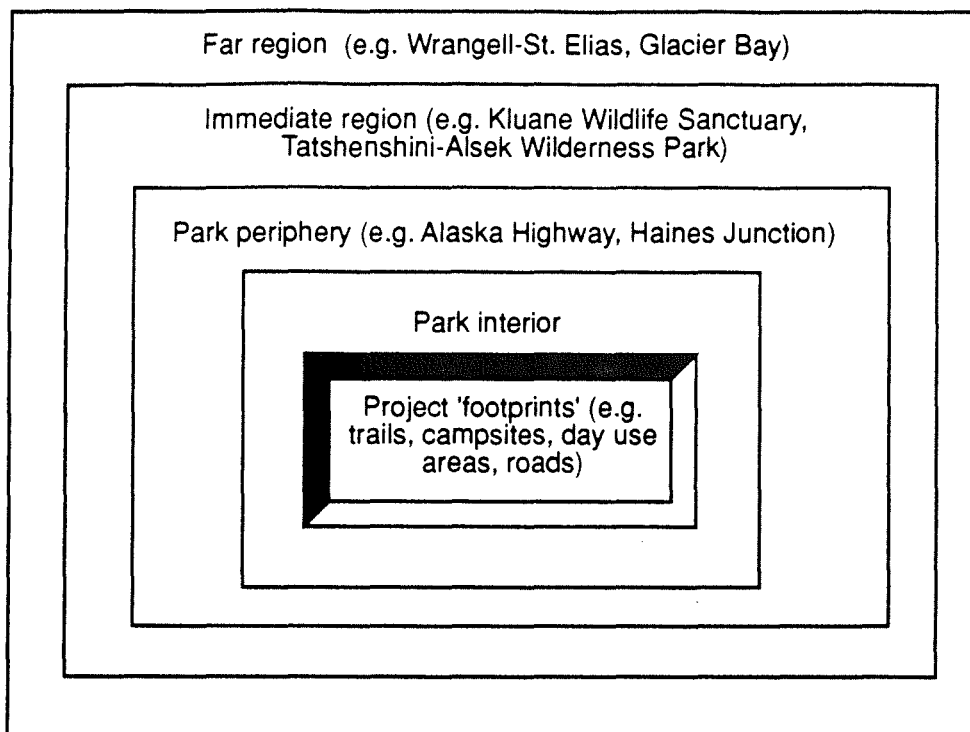 Far region (e.g. Wrangell-St. Elias, Glacier Bay)
Immediate region (e.g. Kluane Wildlife Sanctuary,
Tatshenshini-Alsek Wilderness Park)
Park periphery (e.g. Alaska Highway, Haines Junction)
Park interior
Project 'footprints' (e.g.
trails, campsites, day use
areas, roads)